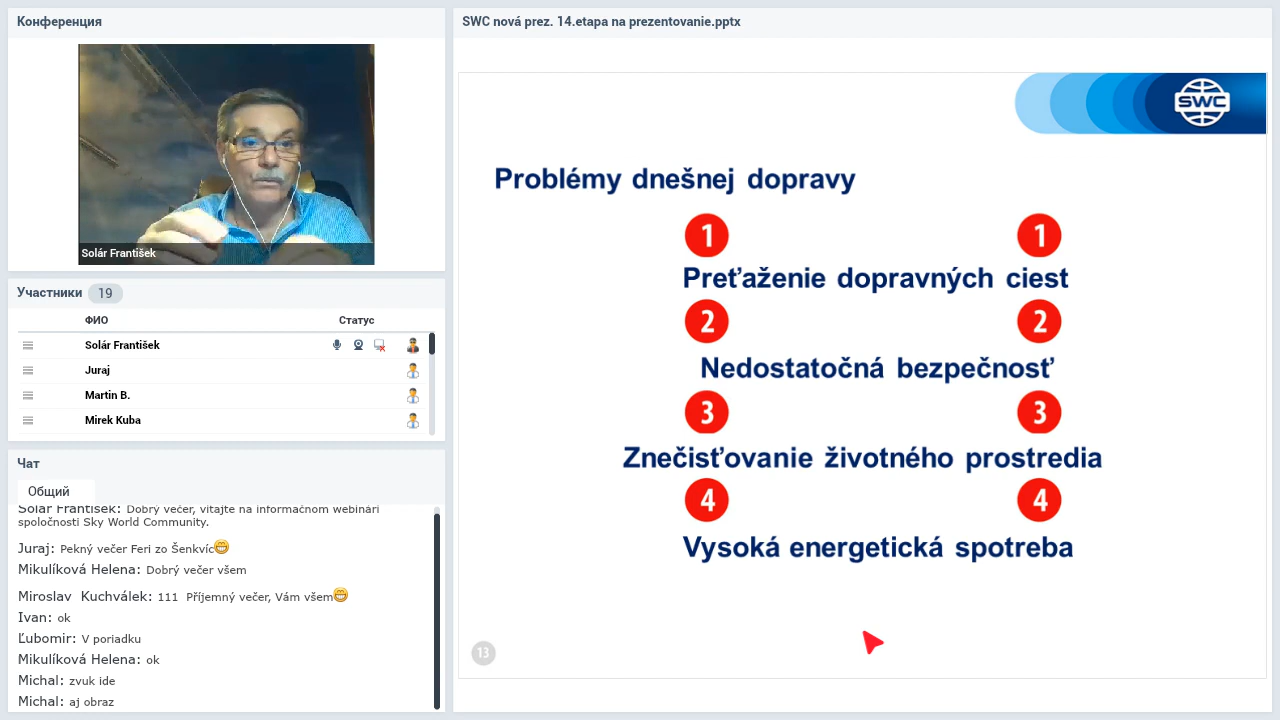 Конференция
Solár František
Участники 19
ФИО Статус
Solár František
Juraj
Martin B.
Mirek Kuba
Чат
Общий
Solár František: Dobrý večer, vitajte na informačnom webinári
spoločnosti Sky World Community.
Juraj: Pekný večer Feri zo Šenkvíc
Mikulíková Helena: Dobrý večer všem
Miroslav Kuchválek: 111 Příjemný večer, Vám všem
Ivan: ok
Ľubomir: V poriadku
Mikulíková Helena: ok
Michal: zvuk ide
Michal: aj obraz
SWC nová prez. 14.etapa na prezentovanie.pptx
SWC
Problémy dnešnej dopravy
1 1
Preťaženie dopravných ciest
2 2
Nedostatočná bezpečnosť
3 3
Znečisťovanie životného prostredia
4 4
Vysoká energetická spotreba
13